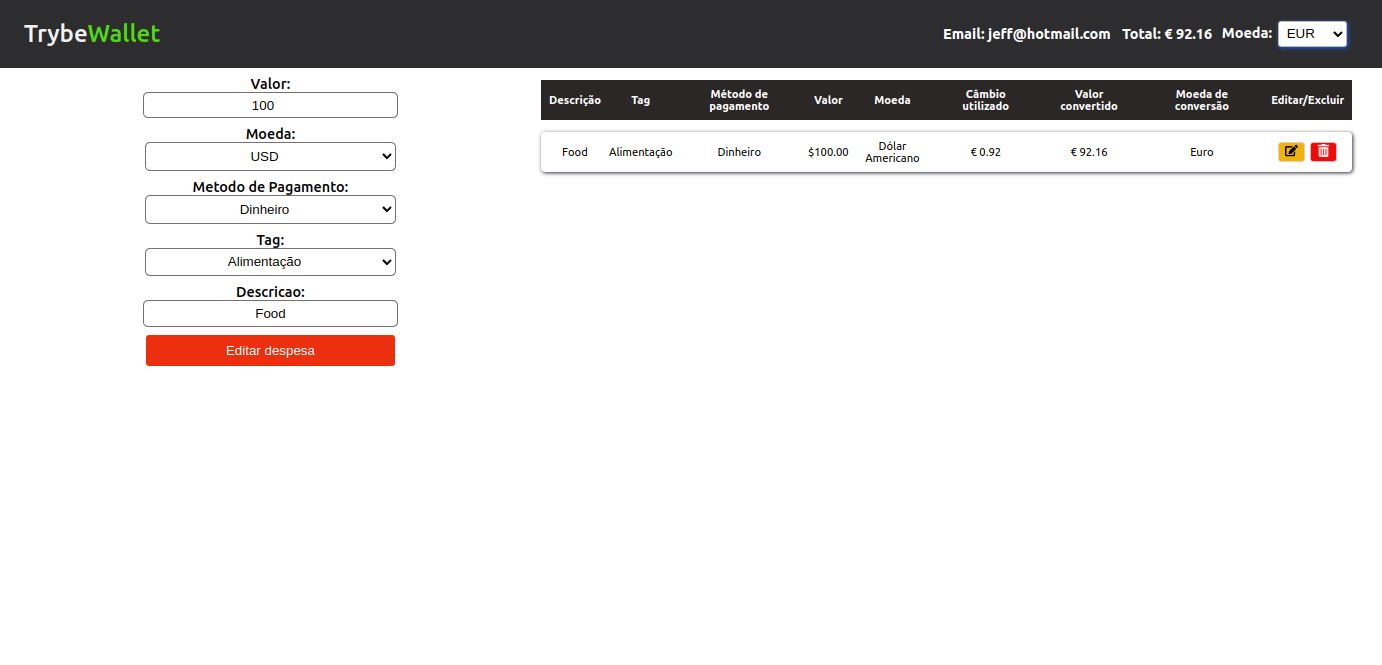 TrybeWallet
Email: jeff@hotmail.com Total: € 92.16 Moeda: EUR
Valor:
100
Moeda:
USD
Metodo de Pagamento:
Dinheiro
Tag:
Alimentação
Descricao:
Food
Editar despesa
Descrição Tag Método de pagamento Valor Moeda Câmbio utilizado Valor convertido Moeda de conversão Editar/Excluir
Food Alimentação Dinheiro $100.00 Dólar Americano € 0.92 € 92.16 Euro